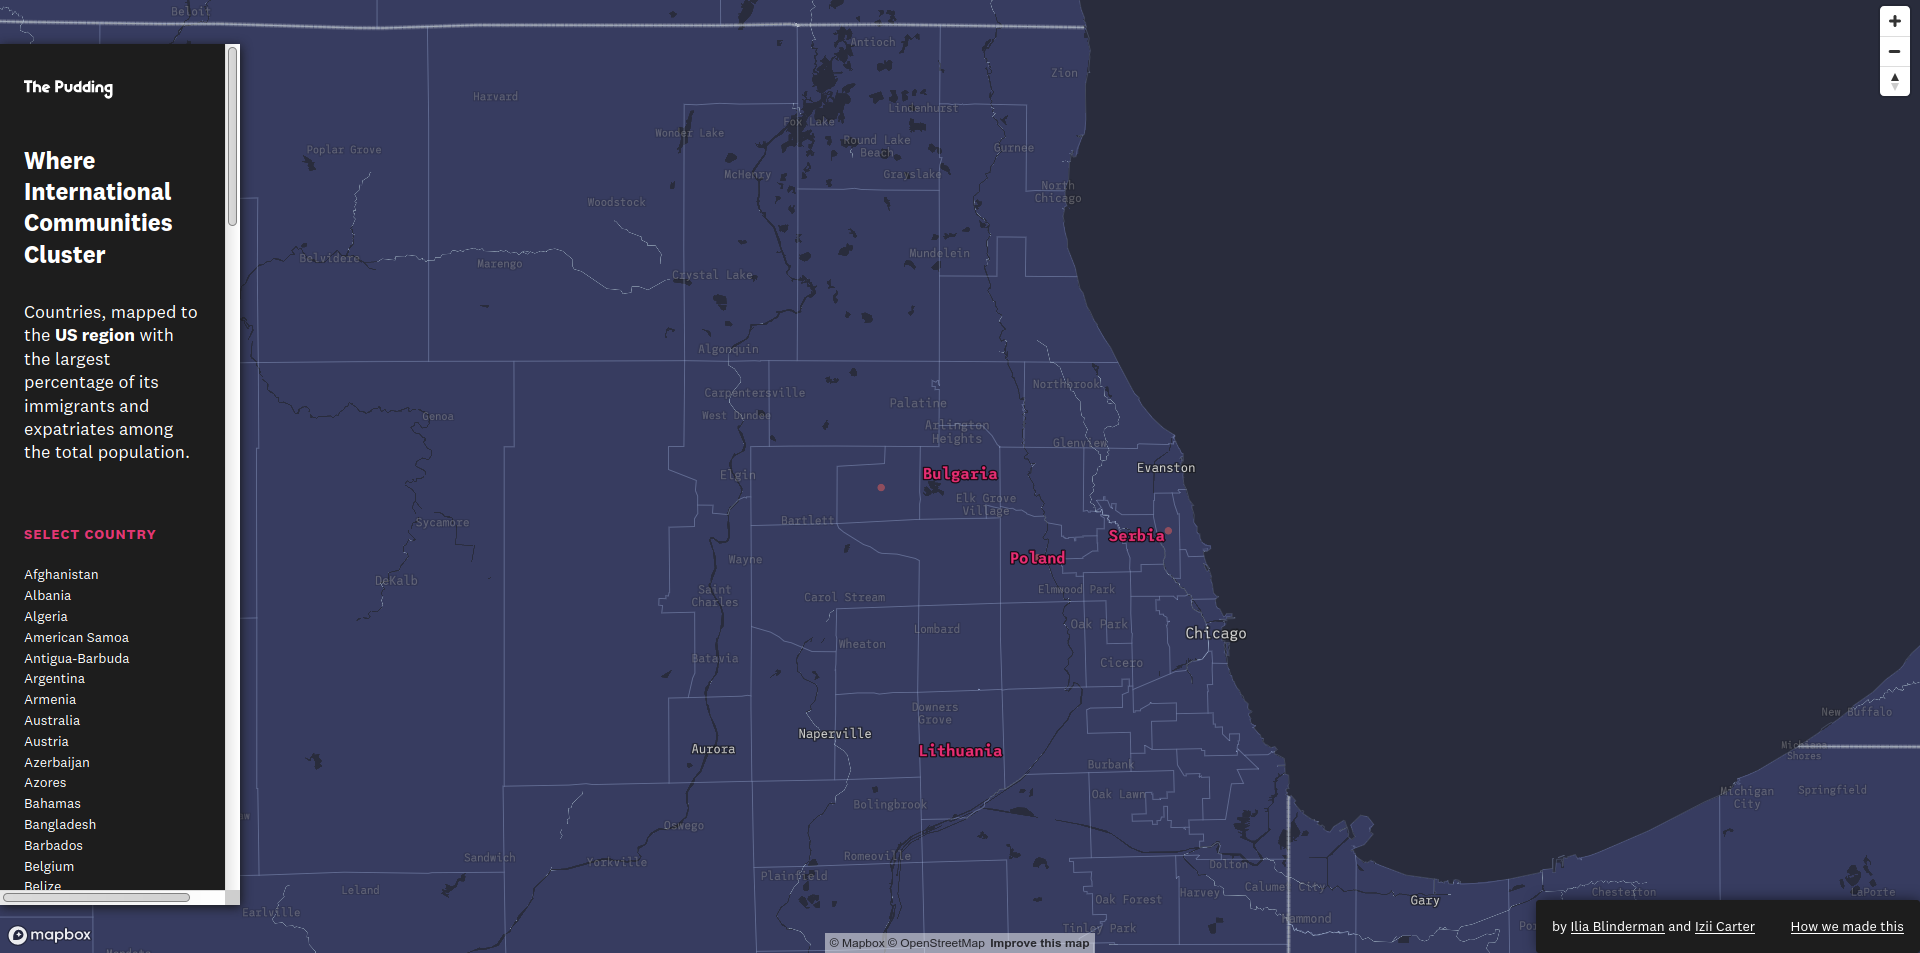 Beloit
Antioch
Zion
The Pudding
Harvard
Lindenhurst
Fox Lake
Wonder Lake
Round Lake
Beach
Poplar Grove
Gurnee
McHenry
Grayslake
North
Chicago
Woodstock
Where
International
Communities
Cluster
Belvidere
Marengo
Mundelein
Crystal Lake
Countries, mapped to
the US region with
the largest
percentage of its
immigrants and
expatriates among
the total population.
Algonquin
Carpentersville
Northbrook
Palatine
West Dundee
Genoa
Arlington
Heights
Glenview
Evanston
Elgin
Bulgaria
Elk Grove
Village
Bartlett
Sycamore
Serbia
Poland
SELECT COUNTRY
Wayne
DeKalb
Saint
Charles
Carol Stream
Elmwood Park
Lombard
Oak Park
Chicago
Wheaton
Batavia
Cicero
Afghanistan
Albania
Algeria
American Samoa
Antigua-Barbuda
Argentina
Armenia
Australia
Austria
Azerbaijan
Azores
Bahamas
Bangladesh
Barbados
Belgium
Belize
Downers
Grove
Naperville
Aurora
Lithuania
New Buffalo
Michiana
Shores
Burbank
Oak Lawn
Michigan
City
Springfield
Bolingbrook
Oswego
Sandwich
Yorkville
Romeoville
Plainfield
Dolton
Leland
Harvey
Calumet City
Oak Forest
Gary
Chesterton
LaPorte
Earlville
Hammond
Tinley Park
mapbox
© Mapbox © OpenStreetMap Improve this map
by Ilia Blinderman and Izii Carter
How we made this